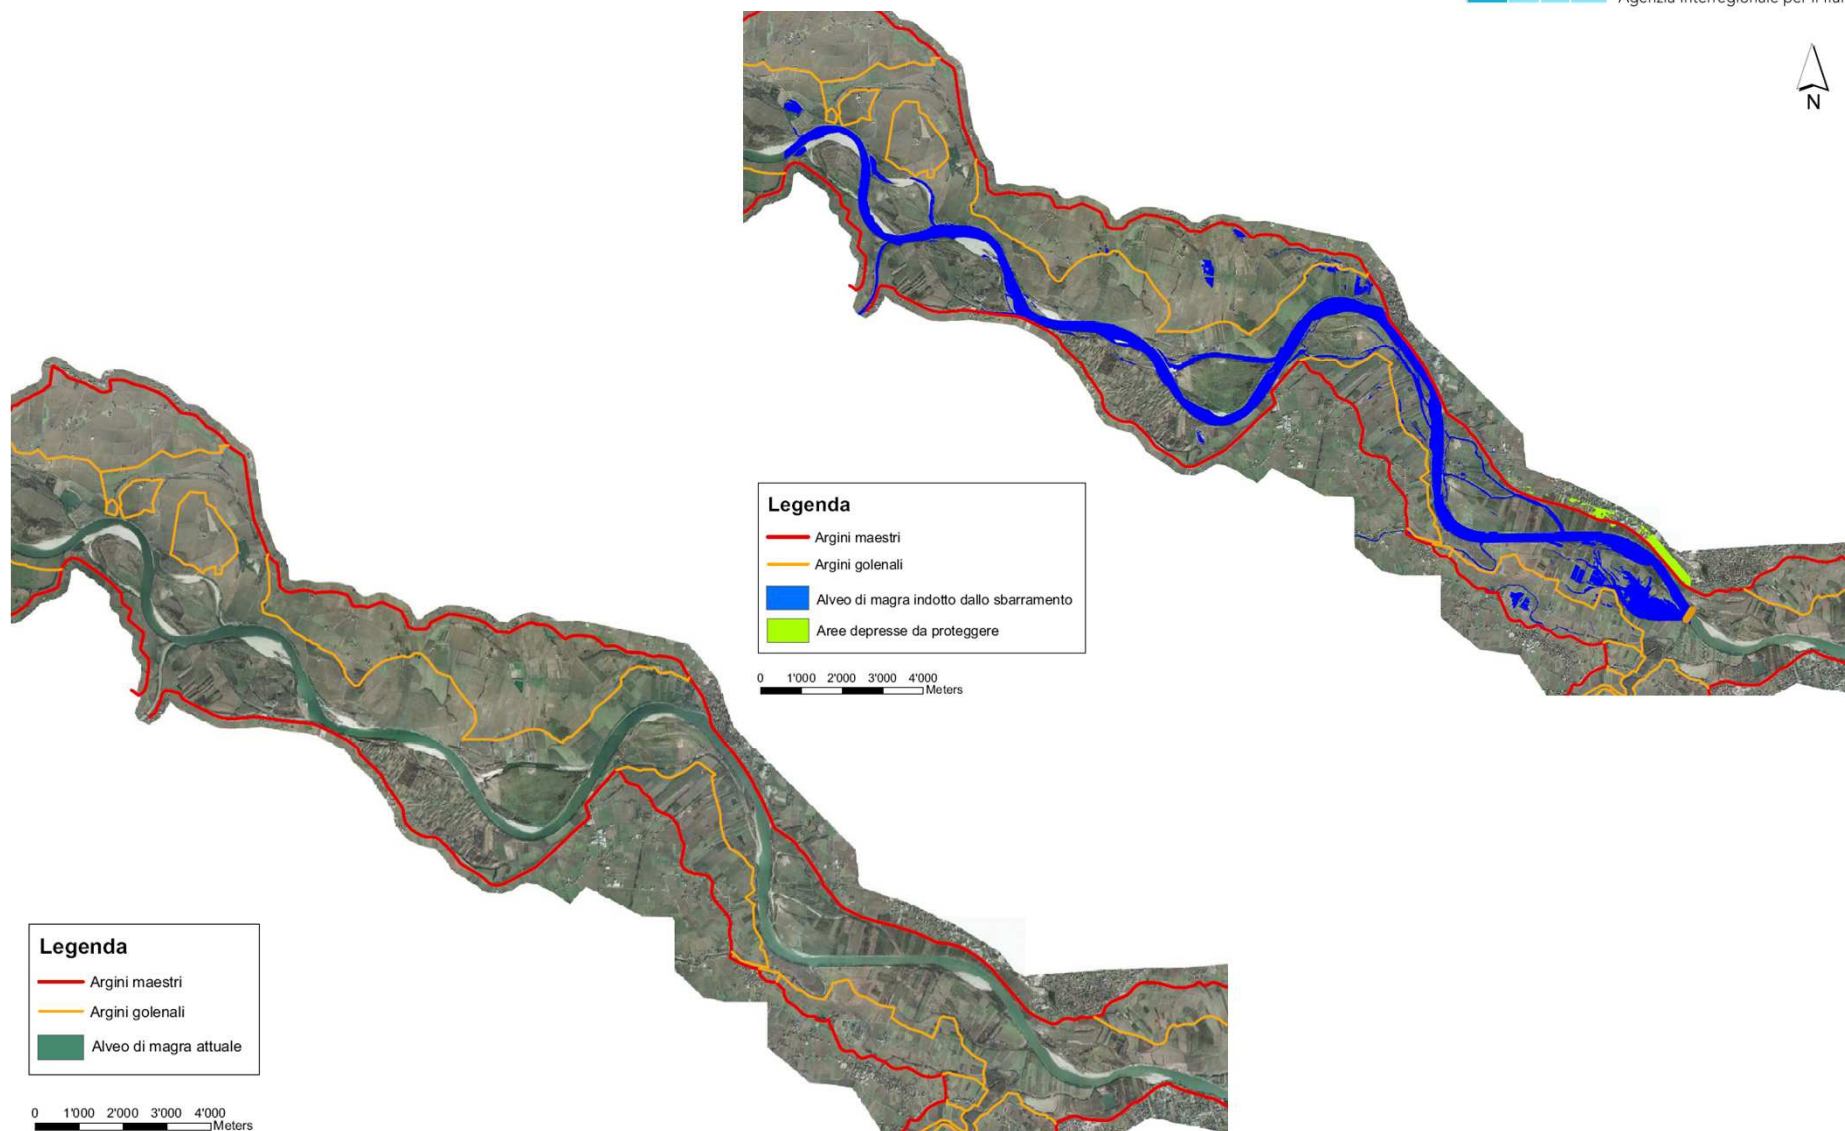 Agenzia Interregionale per il
N
Legenda
Argini maestri
Argini golenali
Alveo di magra indotto dallo sbarramento
Aree depresse da proteggere
0 1'000 2'000 3'000 4'000
Meters
Legenda
Argini maestri
Argini golenali
Alveo di magra attuale
0 1'000 2'000 3'000 4'000
Meters